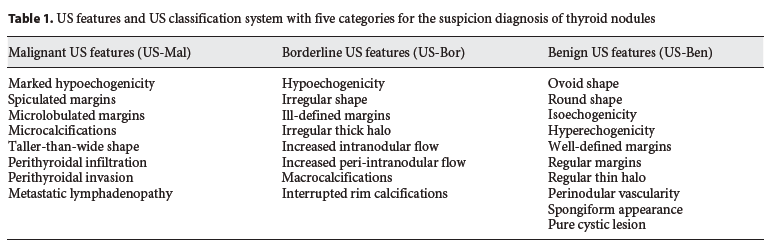 Table 1. US features and US classification system with five categories for the suspicion diagnosis of thyroid nodules
Malignant US features (US-Mal) Borderline US features (US-Bor) Benign US features (US-Ben)
Marked hypoechogenicity Hypoechogenicity Ovoid shape
Spiculated margins Irregular shape Round shape
Microlobulated margins Ill-defined margins Isoechogenicity
Microcalcifications Irregular thick halo Hyperechogenicity
Taller-than-wide shape Increased intranodular flow Well-defined margins
Perithyroidal infiltration Increased peri-intranodular flow Regular margins
Perithyroidal invasion Macrocalcifications Regular thin halo
Metastatic lymphadenopathy Interrupted rim calcifications Perinodular vascularity
Spongiform appearance
Pure cystic lesion